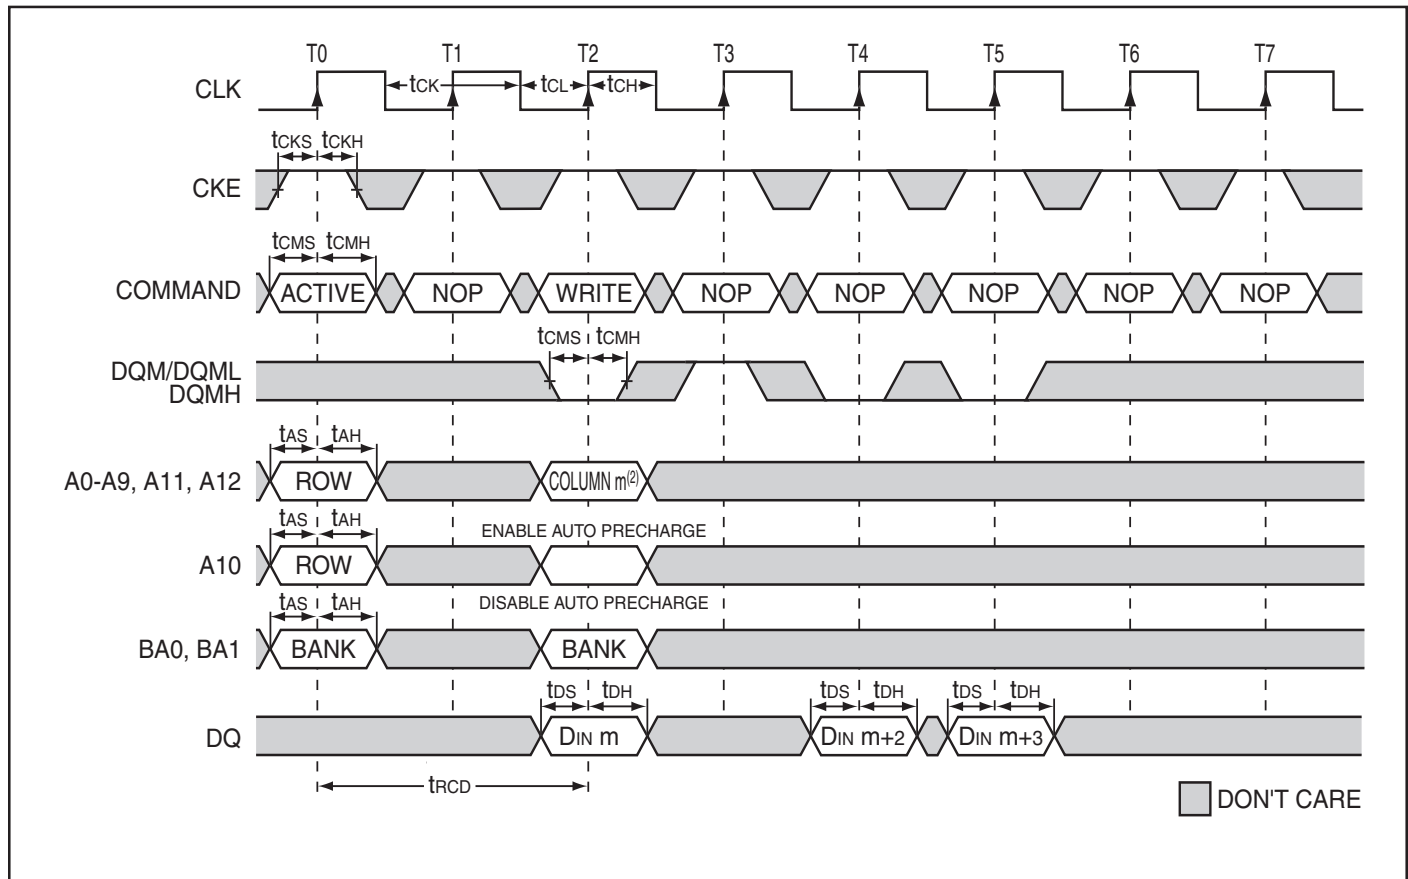 T0 T1 T2 T3 T4 T5 T6 T7
CLK tCK tCL tCH
tCKS tCKH
CKE
tCMS tCMH
COMMAND ACTIVE NOP WRITE NOP NOP NOP NOP NOP
tCMS tCMH
DQM/DQML
DQMH
tAS tAH
A0-A9, A11, A12 ROW COLUMN m(2)
tAS tAH ENABLE AUTO PRECHARGE
A10 ROW
tAS tAH DISABLE AUTO PRECHARGE
BA0, BA1 BANK BANK
tDS tDH tDS tDH tDS tDH
DQ DIN m DIN m+2 DIN m+3
tRCD
DON'T CARE